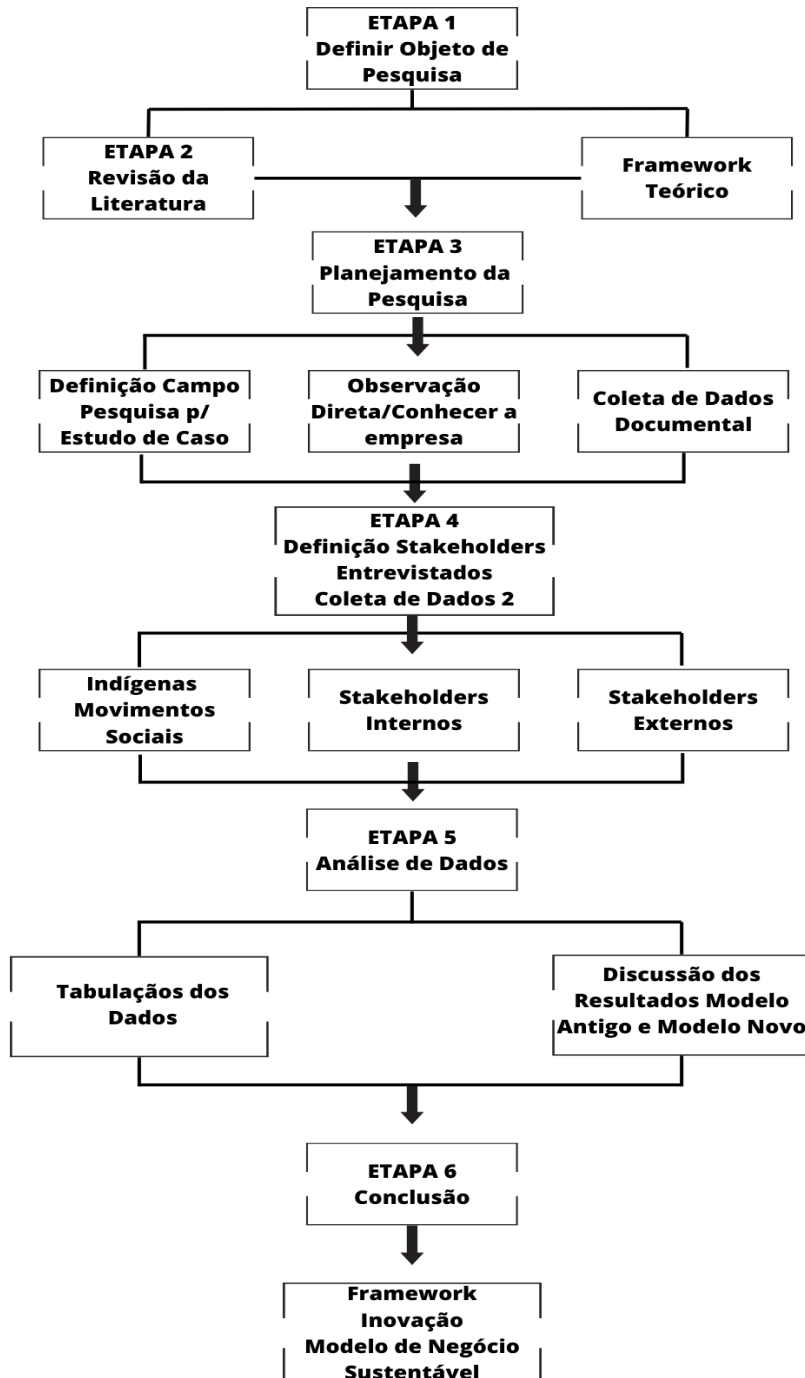 ETAPA 1
Definir Objeto de
Pesquisa
ETAPA 2
Revisão da
Literatura
Framework
Teórico
ETAPA 3
Planejamento da
Pesquisa
Definição Campo
Pesquisa p/
Estudo de Caso
Observação
Direta/Conhecer a
empresa
Coleta de Dados
Documental
ETAPA 4
Definição Stakeholders
Entrevistados
Coleta de Dados 2
Indígenas
Movimentos
Sociais
Stakeholders
Internos
Stakeholders
Externos
ETAPA 5
Análise de Dados
Tabulaçãos dos
Dados
Discussão dos
Resultados Modelo
Antigo e Modelo Novo
ETAPA 6
Conclusão
Framework
Inovação
Modelo de Negócio
Sustentável